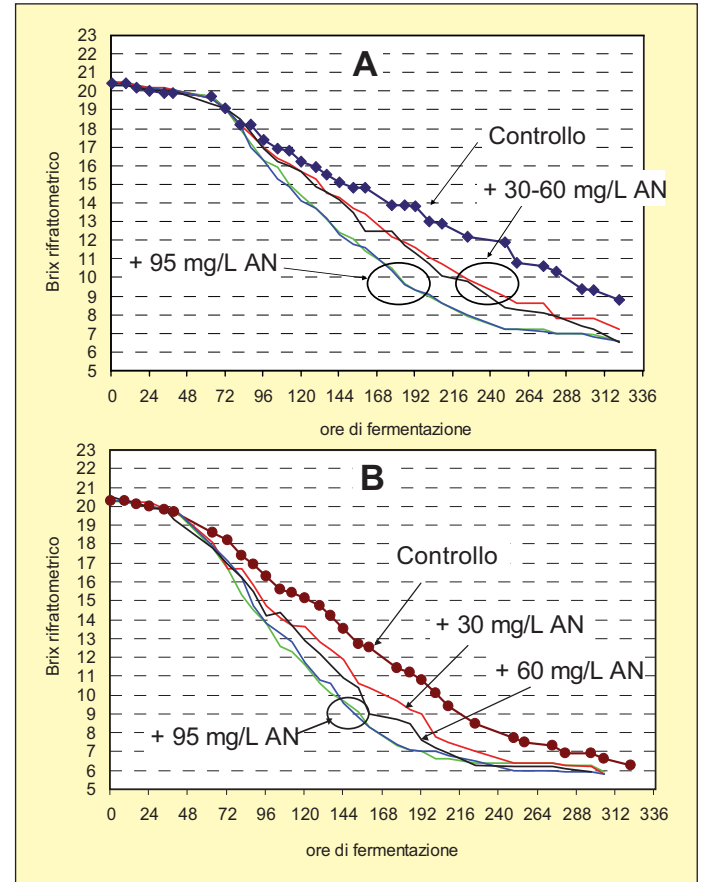 A
23
22
21
20
19
18
17
16
15
14
13
12
11
10
9
8
7
6
5
Brix rifrattometrico
Controllo
+ 30-60 mg/L AN
+ 95 mg/L AN
0 24 48 72 96 120 144 168 192 216 240 264 288 312 336
ore di fermentazione
B
23
22
21
20
19
18
17
16
15
14
13
12
11
10
9
8
7
6
5
Brix rifrattometrico
Controllo
+ 30 mg/L AN
+ 60 mg/L AN
+ 95 mg/L AN
0 24 48 72 96 120 144 168 192 216 240 264 288 312 336
ore di fermentazione